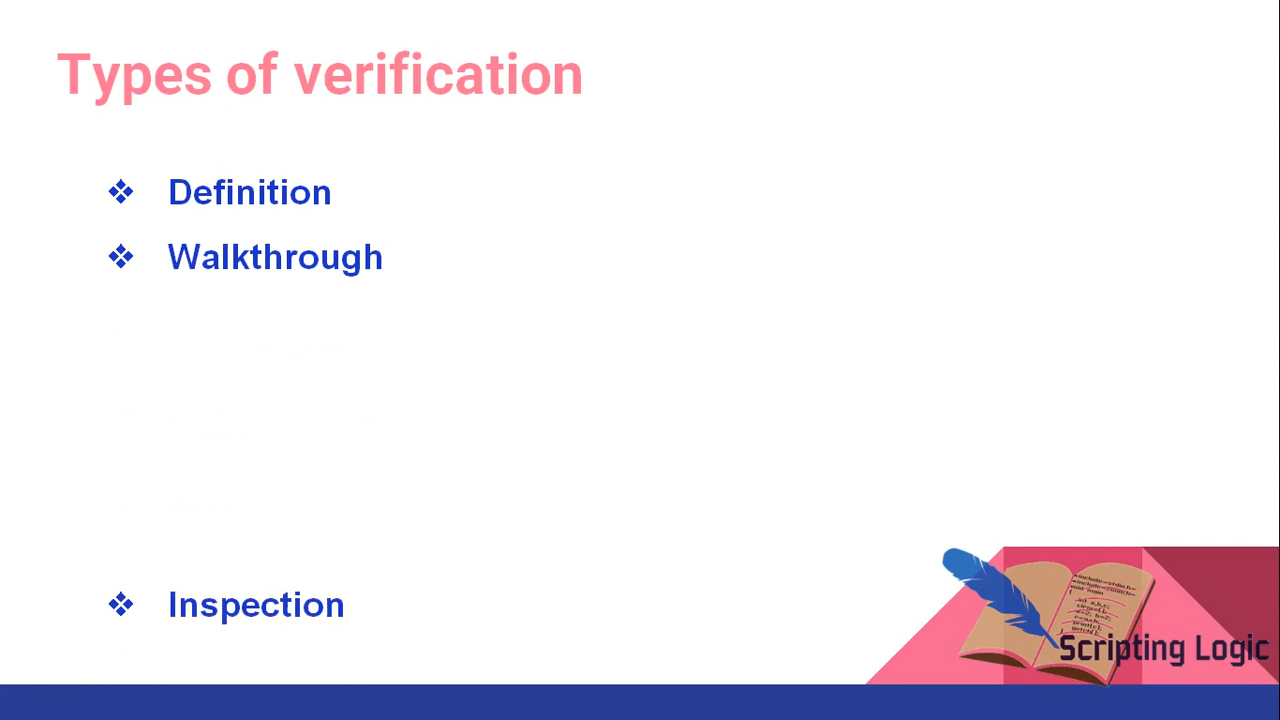 Types of verification
❖ Definition
❖ Walkthrough
❖ Inspection
Scripting Logic